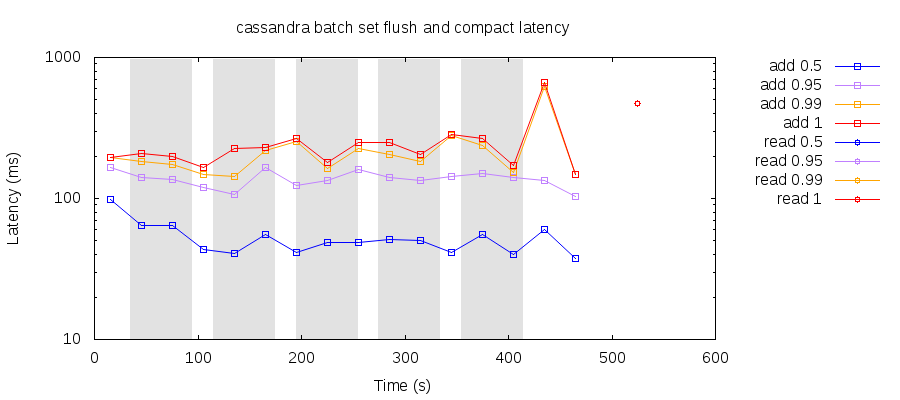 cassandra batch set flush and compact latency
1000
100
10
Latency (ms)
0 100 200 300 400 500 600
Time (s)
add 0.5
add 0.95
add 0.99
add 1
read 0.5
read 0.95
read 0.99
read 1